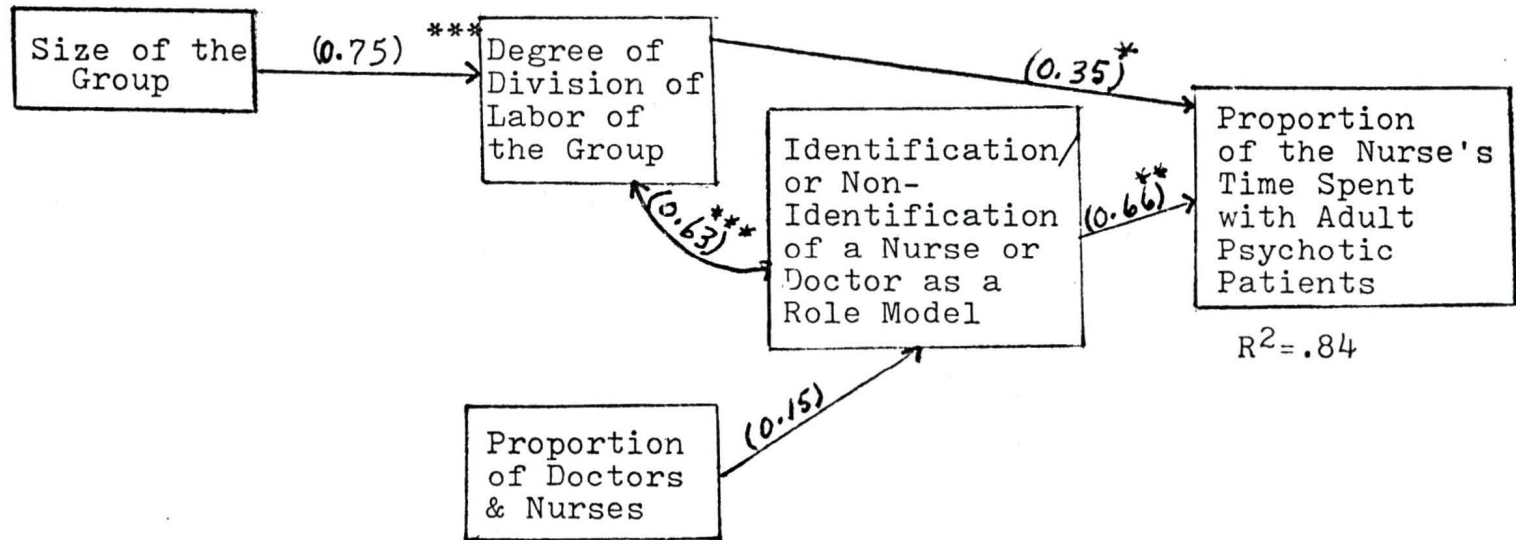 Size of the
Group
(0.75) ***
Degree of
Division of
Labor of
the Group
(0.35)*
(0.63)***
Identification/
or Non-
Identification
of a Nurse or
Doctor as a
Role Model
(0.66)**
Proportion
of the Nurse's
Time Spent
with Adult
Psychotic
Patients
R²=.84
(0.15)
Proportion
of Doctors
& Nurses